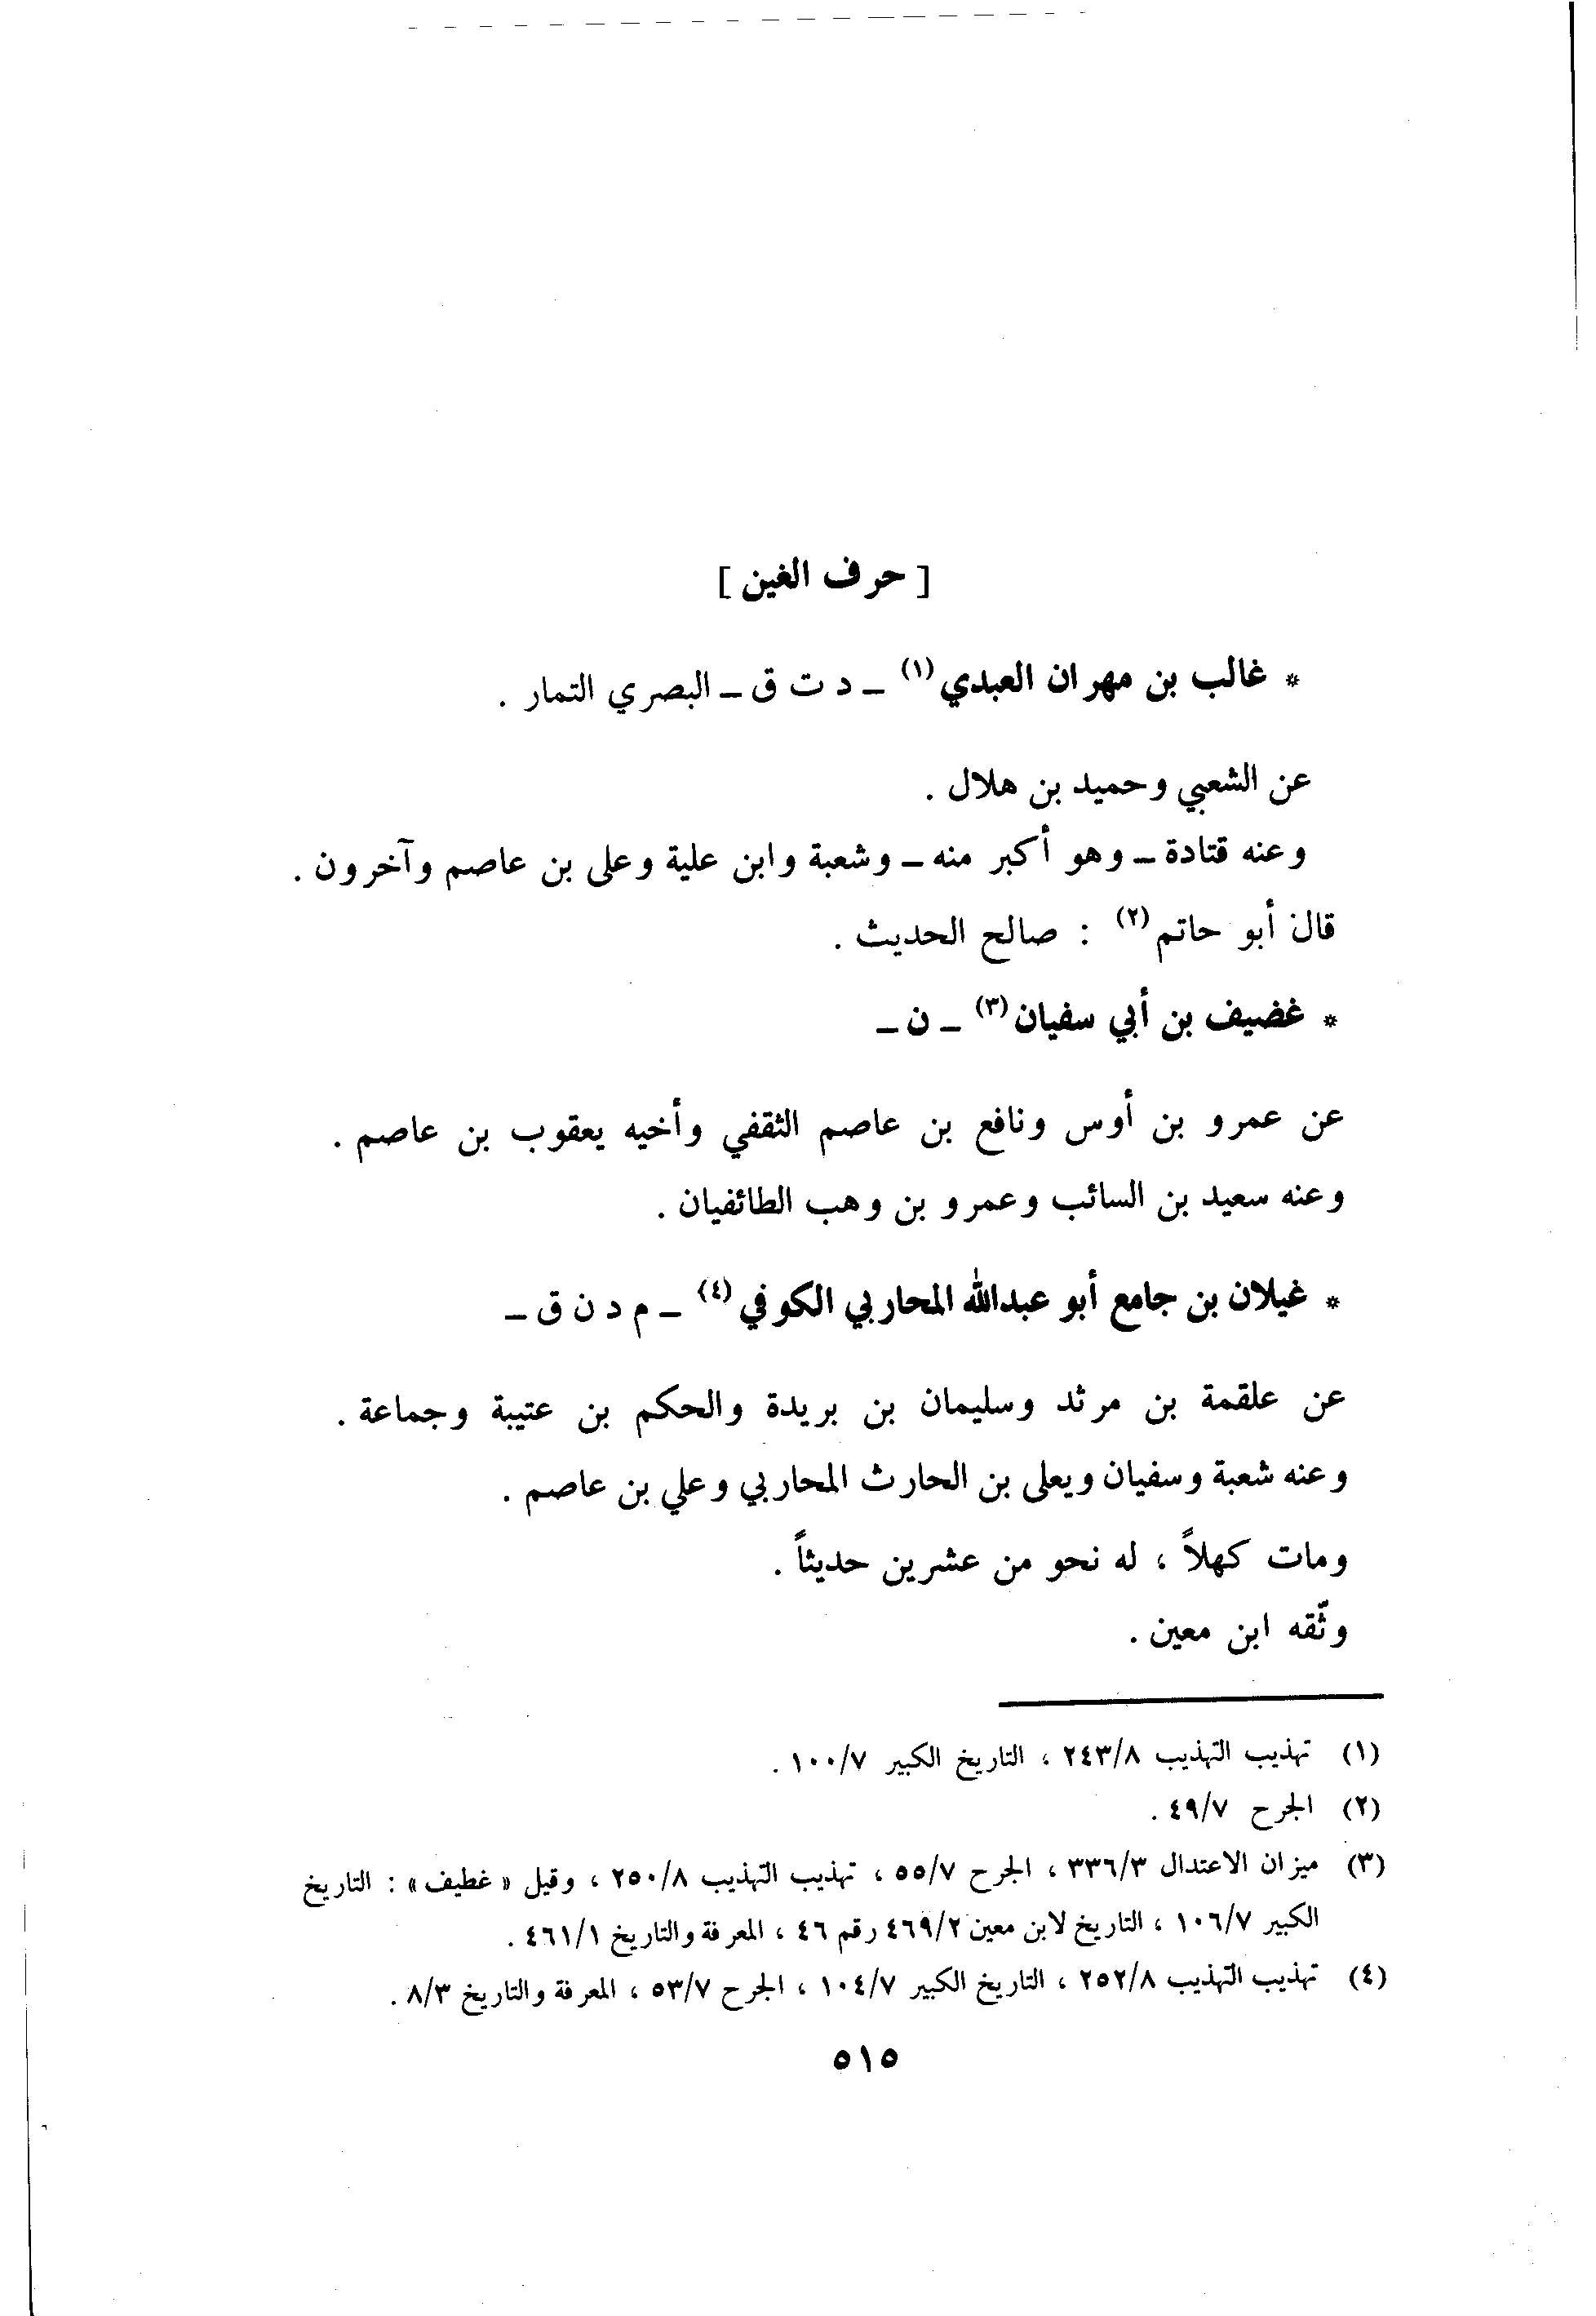 [ حرف الغين ]
* غالب بن مهران العبدي (١) ــ د ت ق ــ البصري التمار .
عن الشعبي وحميد بن هلال .
وعنه قتادة ــ وهو أكبر منه ــ وشعبة وابن علية وعلى بن عاصم وآخرون .
قال أبو حاتم (٢) : صالح الحديث .
* غضيف بن أبي سفيان (٣) ــ ن ــ
عن عمرو بن أوس ونافع بن عاصم الثقفي وأخيه يعقوب بن عاصم .
وعنه سعيد بن السائب وعمرو بن وهب الطائفيان .
* غيلان بن جامع أبو عبدالله المحاربي الكوفي (٤) ــ م د ن ق ــ
عن علقمة بن مرثد وسليمان بن بريدة والحكم بن عتيبة وجماعة .
وعنه شعبة وسفيان ويعلى بن الحارث المحاربي وعلي بن عاصم .
ومات كهلاً ، له نحو من عشرين حديثاً .
وثّقه ابن معين .
(١) تهذيب التهذيب ٢٤٣/٨ ، التاريخ الكبير ١٠٠/٧ .
(٢) الجرح ٤٩/٧ .
(٣) ميزان الاعتدال ٣٣٦/٣ ، الجرح ٥٥/٧ ، تهذيب التهذيب ٢٥٠/٨ ، وقيل « غطيف » : التاريخ
الكبير ١٠٦/٧ ، التاريخ لابن معين ٤٦٩/٢ رقم ٤٦ ، المعرفة والتاريخ ٤٦١/١ .
(٤) تهذيب التهذيب ٢٥٢/٨ ، التاريخ الكبير ١٠٤/٧ ، الجرح ٥٣/٧ ، المعرفة والتاريخ ٨/٣ .
٥١٥